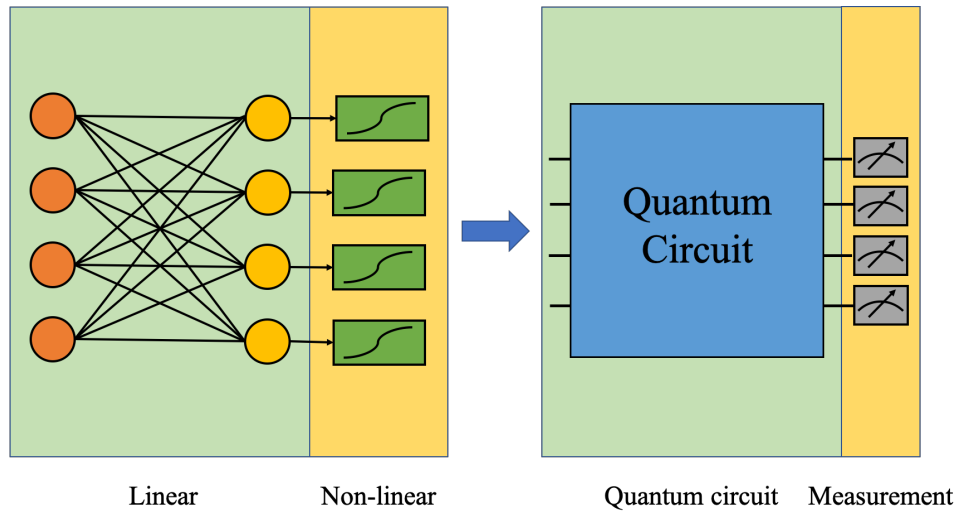 Quantum
Circuit
Linear
Non-linear
Quantum circuit
Measurement